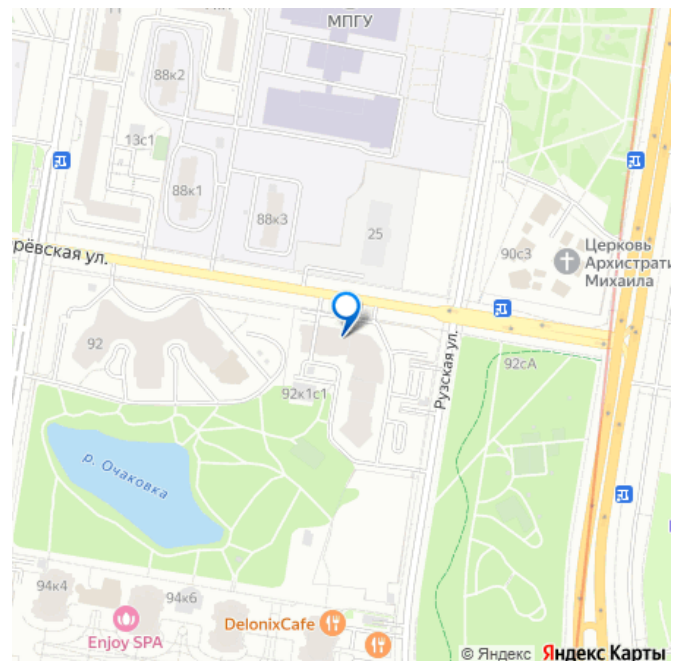 МПГУ
88к2
13с1
88к1
88к3
25
90с3
Церковь
Архистрати
Михаила
рёвская ул.
92
92к1с1
Рузская ул.
92сА
р. Очаковка
94к4
94к6
Enjoy SPA
DelonixCafe
© Яндекс Яндекс Карты